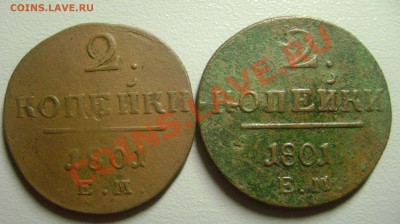 COINS.LAVE.RU
2.
КОПЕЙКИ
1801
Е.М.
2.
КОПЕЙКИ
1801
Е.М.
COINS.LAVE.RU